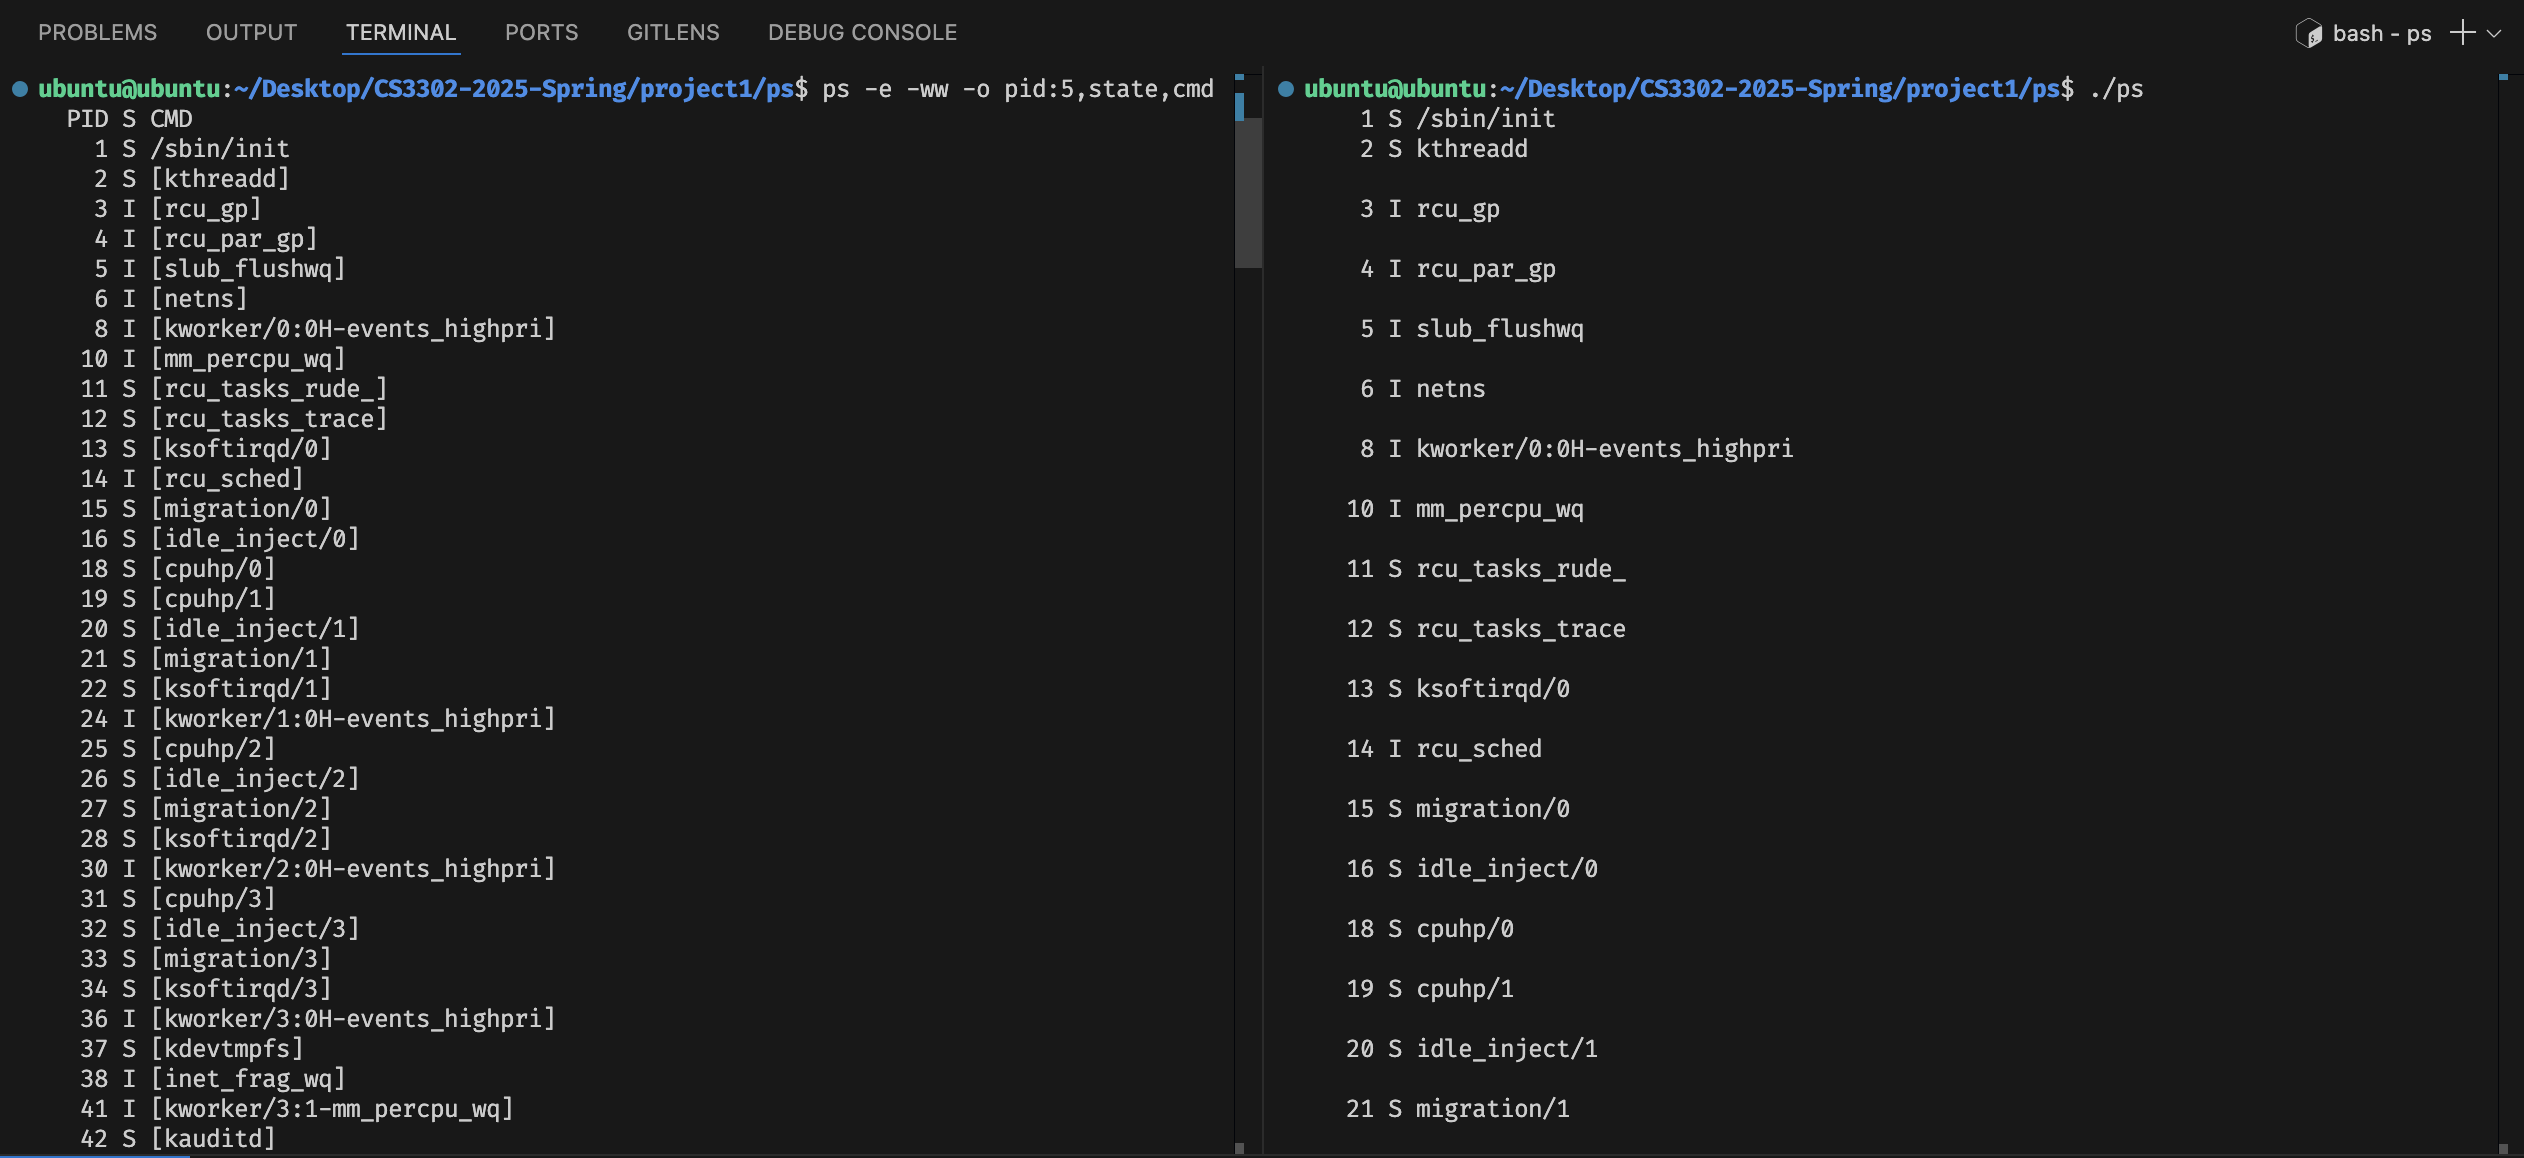 PROBLEMS OUTPUT TERMINAL PORTS GITLENS DEBUG CONSOLE bash - ps
ubuntu@ubuntu:~/Desktop/CS3302-2025-Spring/project1/ps$ ps -e -ww -o pid:5,state,cmd
PID S CMD
1 S /sbin/init
2 S [kthreadd]
3 I [rcu_gp]
4 I [rcu_par_gp]
5 I [slub_flushwq]
6 I [netns]
8 I [kworker/0:0H-events_highpri]
10 I [mm_percpu_wq]
11 S [rcu_tasks_rude_]
12 S [rcu_tasks_trace]
13 S [ksoftirqd/0]
14 I [rcu_sched]
15 S [migration/0]
16 S [idle_inject/0]
18 S [cpuhp/0]
19 S [cpuhp/1]
20 S [idle_inject/1]
21 S [migration/1]
22 S [ksoftirqd/1]
24 I [kworker/1:0H-events_highpri]
25 S [cpuhp/2]
26 S [idle_inject/2]
27 S [migration/2]
28 S [ksoftirqd/2]
30 I [kworker/2:0H-events_highpri]
31 S [cpuhp/3]
32 S [idle_inject/3]
33 S [migration/3]
34 S [ksoftirqd/3]
36 I [kworker/3:0H-events_highpri]
37 S [kdevtmpfs]
38 I [inet_frag_wq]
41 I [kworker/3:1-mm_percpu_wq]
42 S [kauditd]
ubuntu@ubuntu:~/Desktop/CS3302-2025-Spring/project1/ps$ ./ps
1 S /sbin/init
2 S kthreadd
3 I rcu_gp
4 I rcu_par_gp
5 I slub_flushwq
6 I netns
8 I kworker/0:0H-events_highpri
10 I mm_percpu_wq
11 S rcu_tasks_rude_
12 S rcu_tasks_trace
13 S ksoftirqd/0
14 I rcu_sched
15 S migration/0
16 S idle_inject/0
18 S cpuhp/0
19 S cpuhp/1
20 S idle_inject/1
21 S migration/1